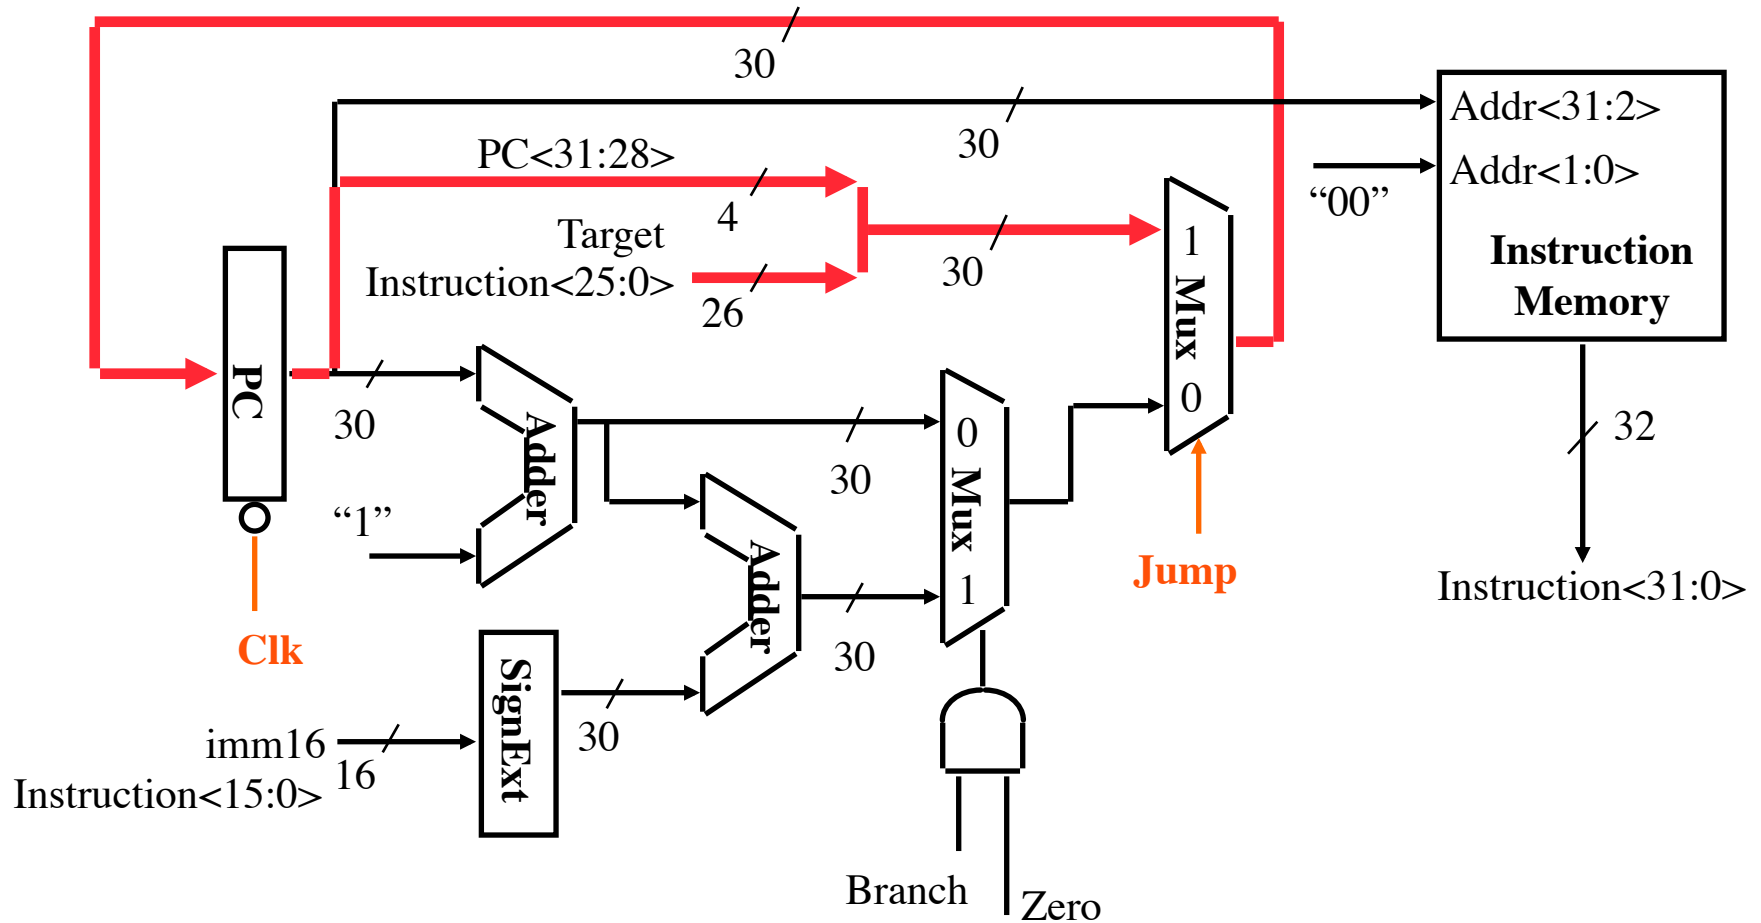 30
30
Addr<31:2>
PC<31:28>
Addr<1:0>
“00”
4
Target
Instruction<25:0>
26
30
1
Mux
0
Instruction
Memory
PC
30
Adder
30
0
Mux
1
32
“1”
Clk
Adder
30
Jump
Instruction<31:0>
SignExt
30
imm16
16
Instruction<15:0>
Branch
Zero